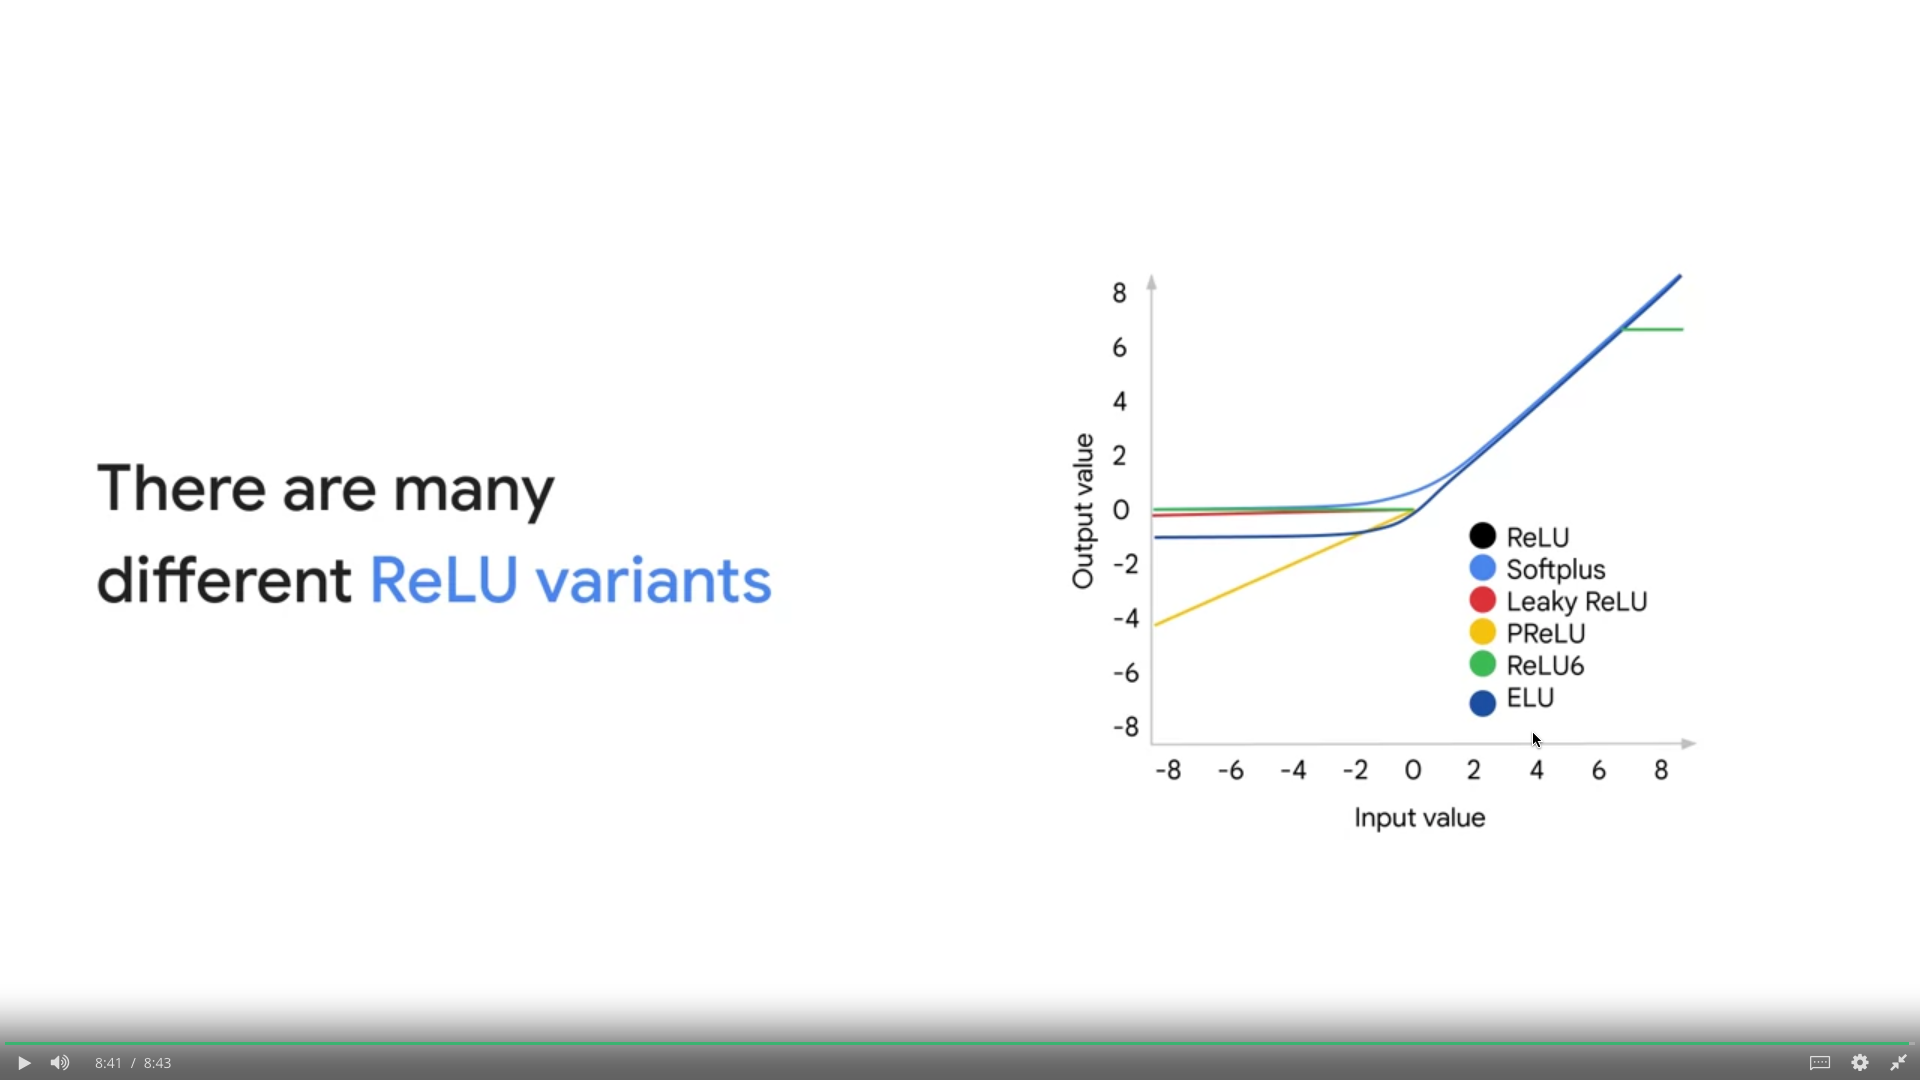 There are many
different ReLU variants
Output value
8
6
4
2
0
-2
-4
-6
-8
ReLU
Softplus
Leaky ReLU
PReLU
ReLU6
ELU
-8 -6 -4 -2 0 2 4 6 8
Input value
8:41 / 8:43